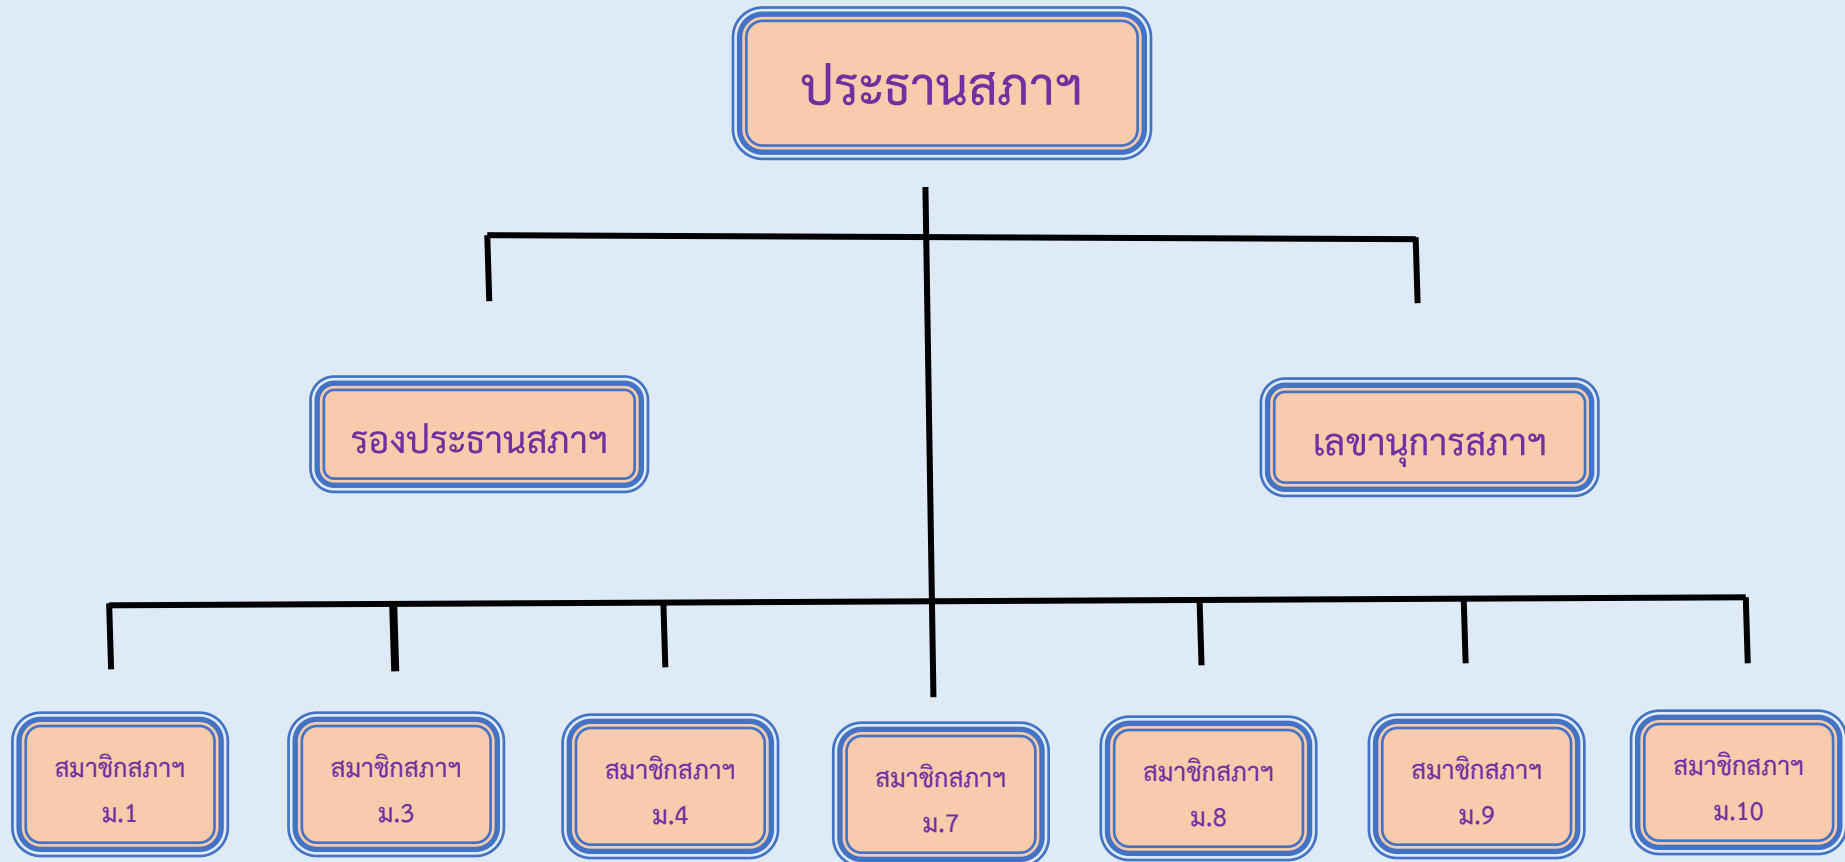 ประธานสภาฯ
รองประธานสภาฯ
เลขานุการสภาฯ
สมาชิกสภาฯ
ม.1
สมาชิกสภาฯ
ม.3
สมาชิกสภาฯ
ม.4
สมาชิกสภาฯ
ม.7
สมาชิกสภาฯ
ม.8
สมาชิกสภาฯ
ม.9
สมาชิกสภาฯ
ม.10